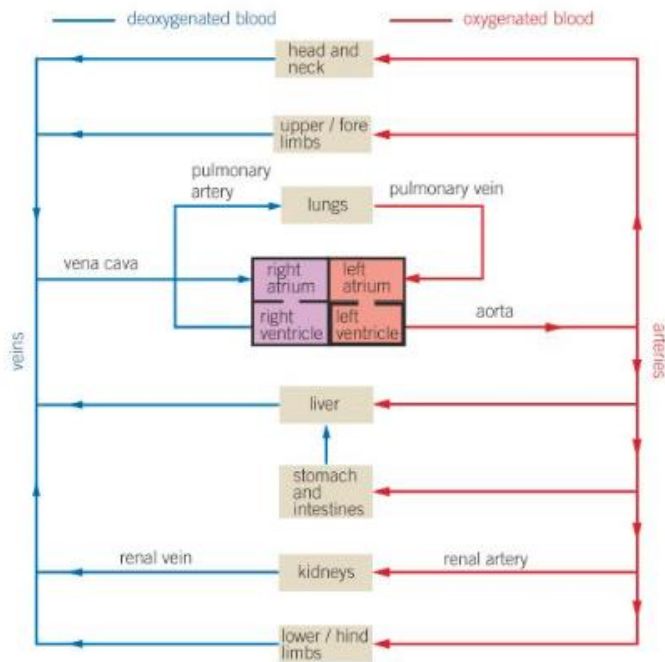 deoxygenated blood
oxygenated blood
head and
neck
upper / fore
limbs
pulmonary
artery
lungs
pulmonary vein
vena cava
right
atrium
left
atrium
right
ventricle
left
ventricle
aorta
veins
arteries
liver
stomach
and
intestines
renal vein
kidneys
renal artery
lower / hind
limbs